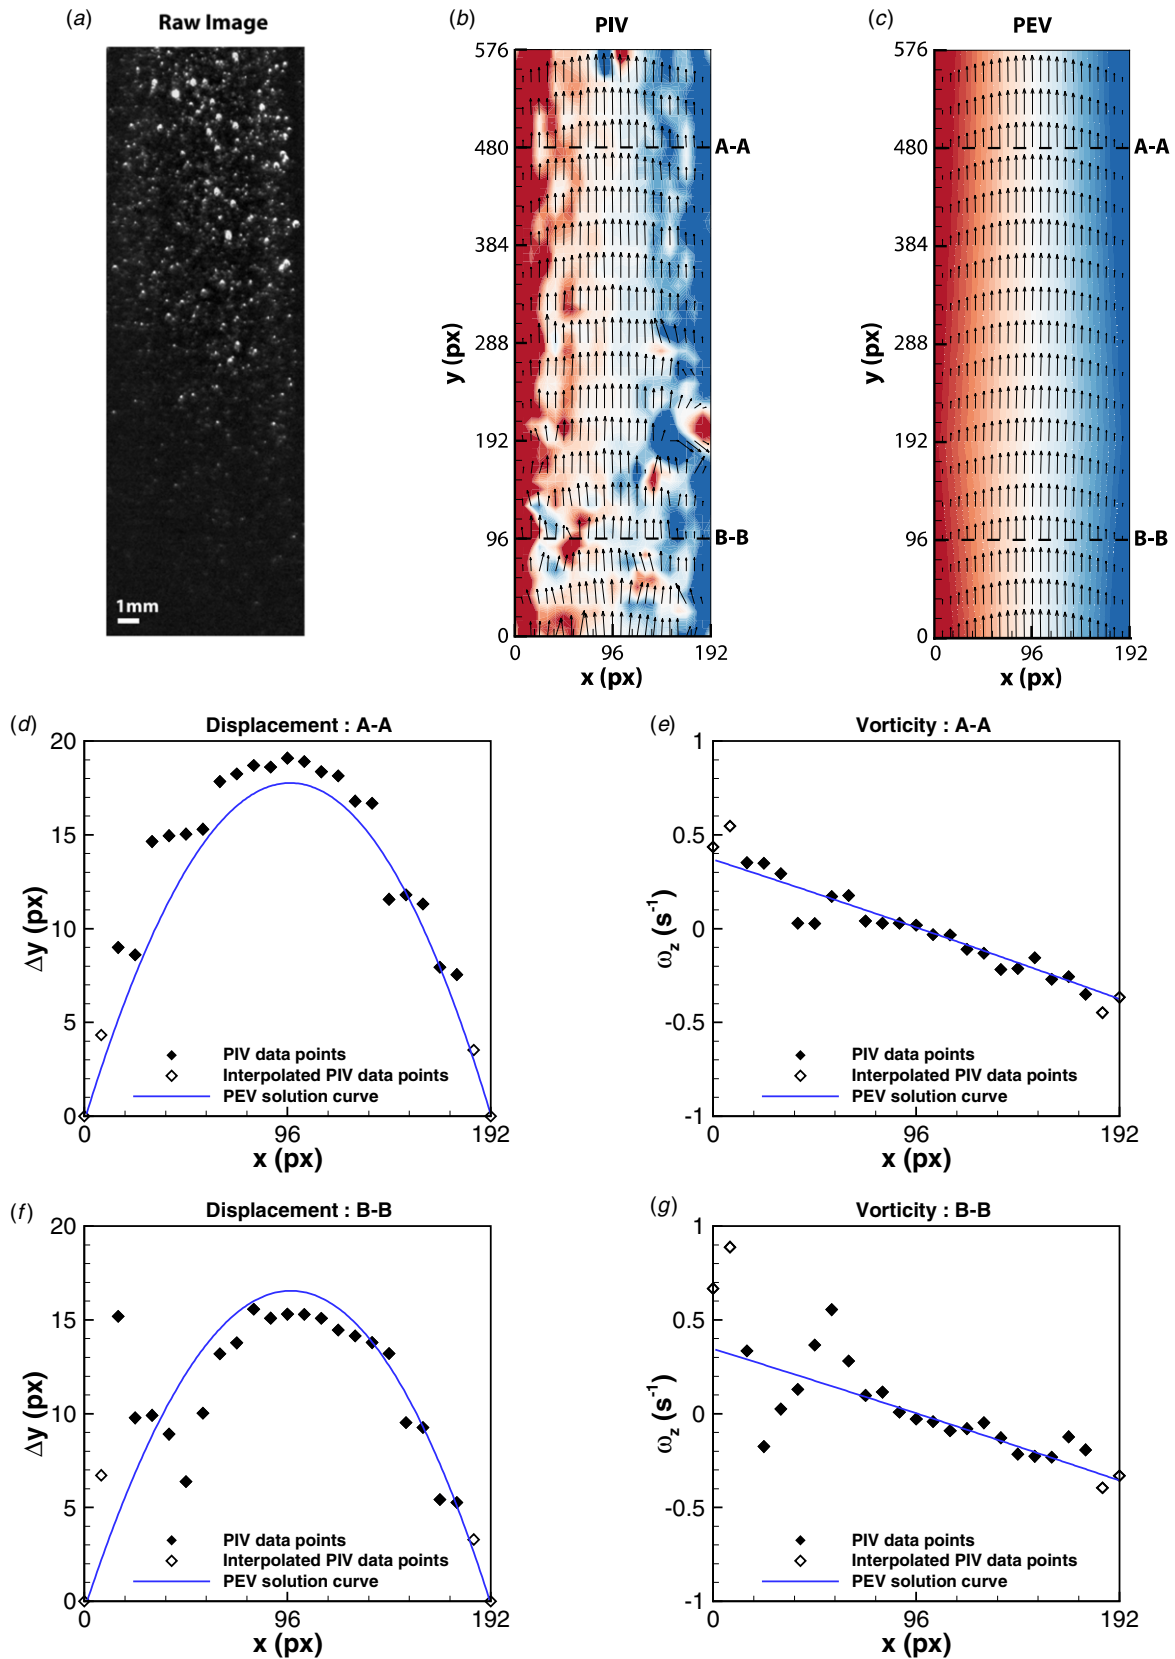 (a)
Raw Image
1mm
(b)
PIV
576
480
384
288
192
96
0
y (px)
A-A
B-B
0 96 192
x (px)
(c)
PEV
576
480
384
288
192
96
0
y (px)
A-A
B-B
0 96 192
x (px)
(d)
Displacement : A-A
20
15
10
5
0
Δy (px)
PIV data points
Interpolated PIV data points
PEV solution curve
0 96 192
x (px)
(e)
Vorticity : A-A
1
0.5
0
-0.5
-1
ωz (s-1)
PIV data points
Interpolated PIV data points
PEV solution curve
0 96 192
x (px)
(f)
Displacement : B-B
20
15
10
5
0
Δy (px)
PIV data points
Interpolated PIV data points
PEV solution curve
0 96 192
x (px)
(g)
Vorticity : B-B
1
0.5
0
-0.5
-1
ωz (s-1)
PIV data points
Interpolated PIV data points
PEV solution curve
0 96 192
x (px)